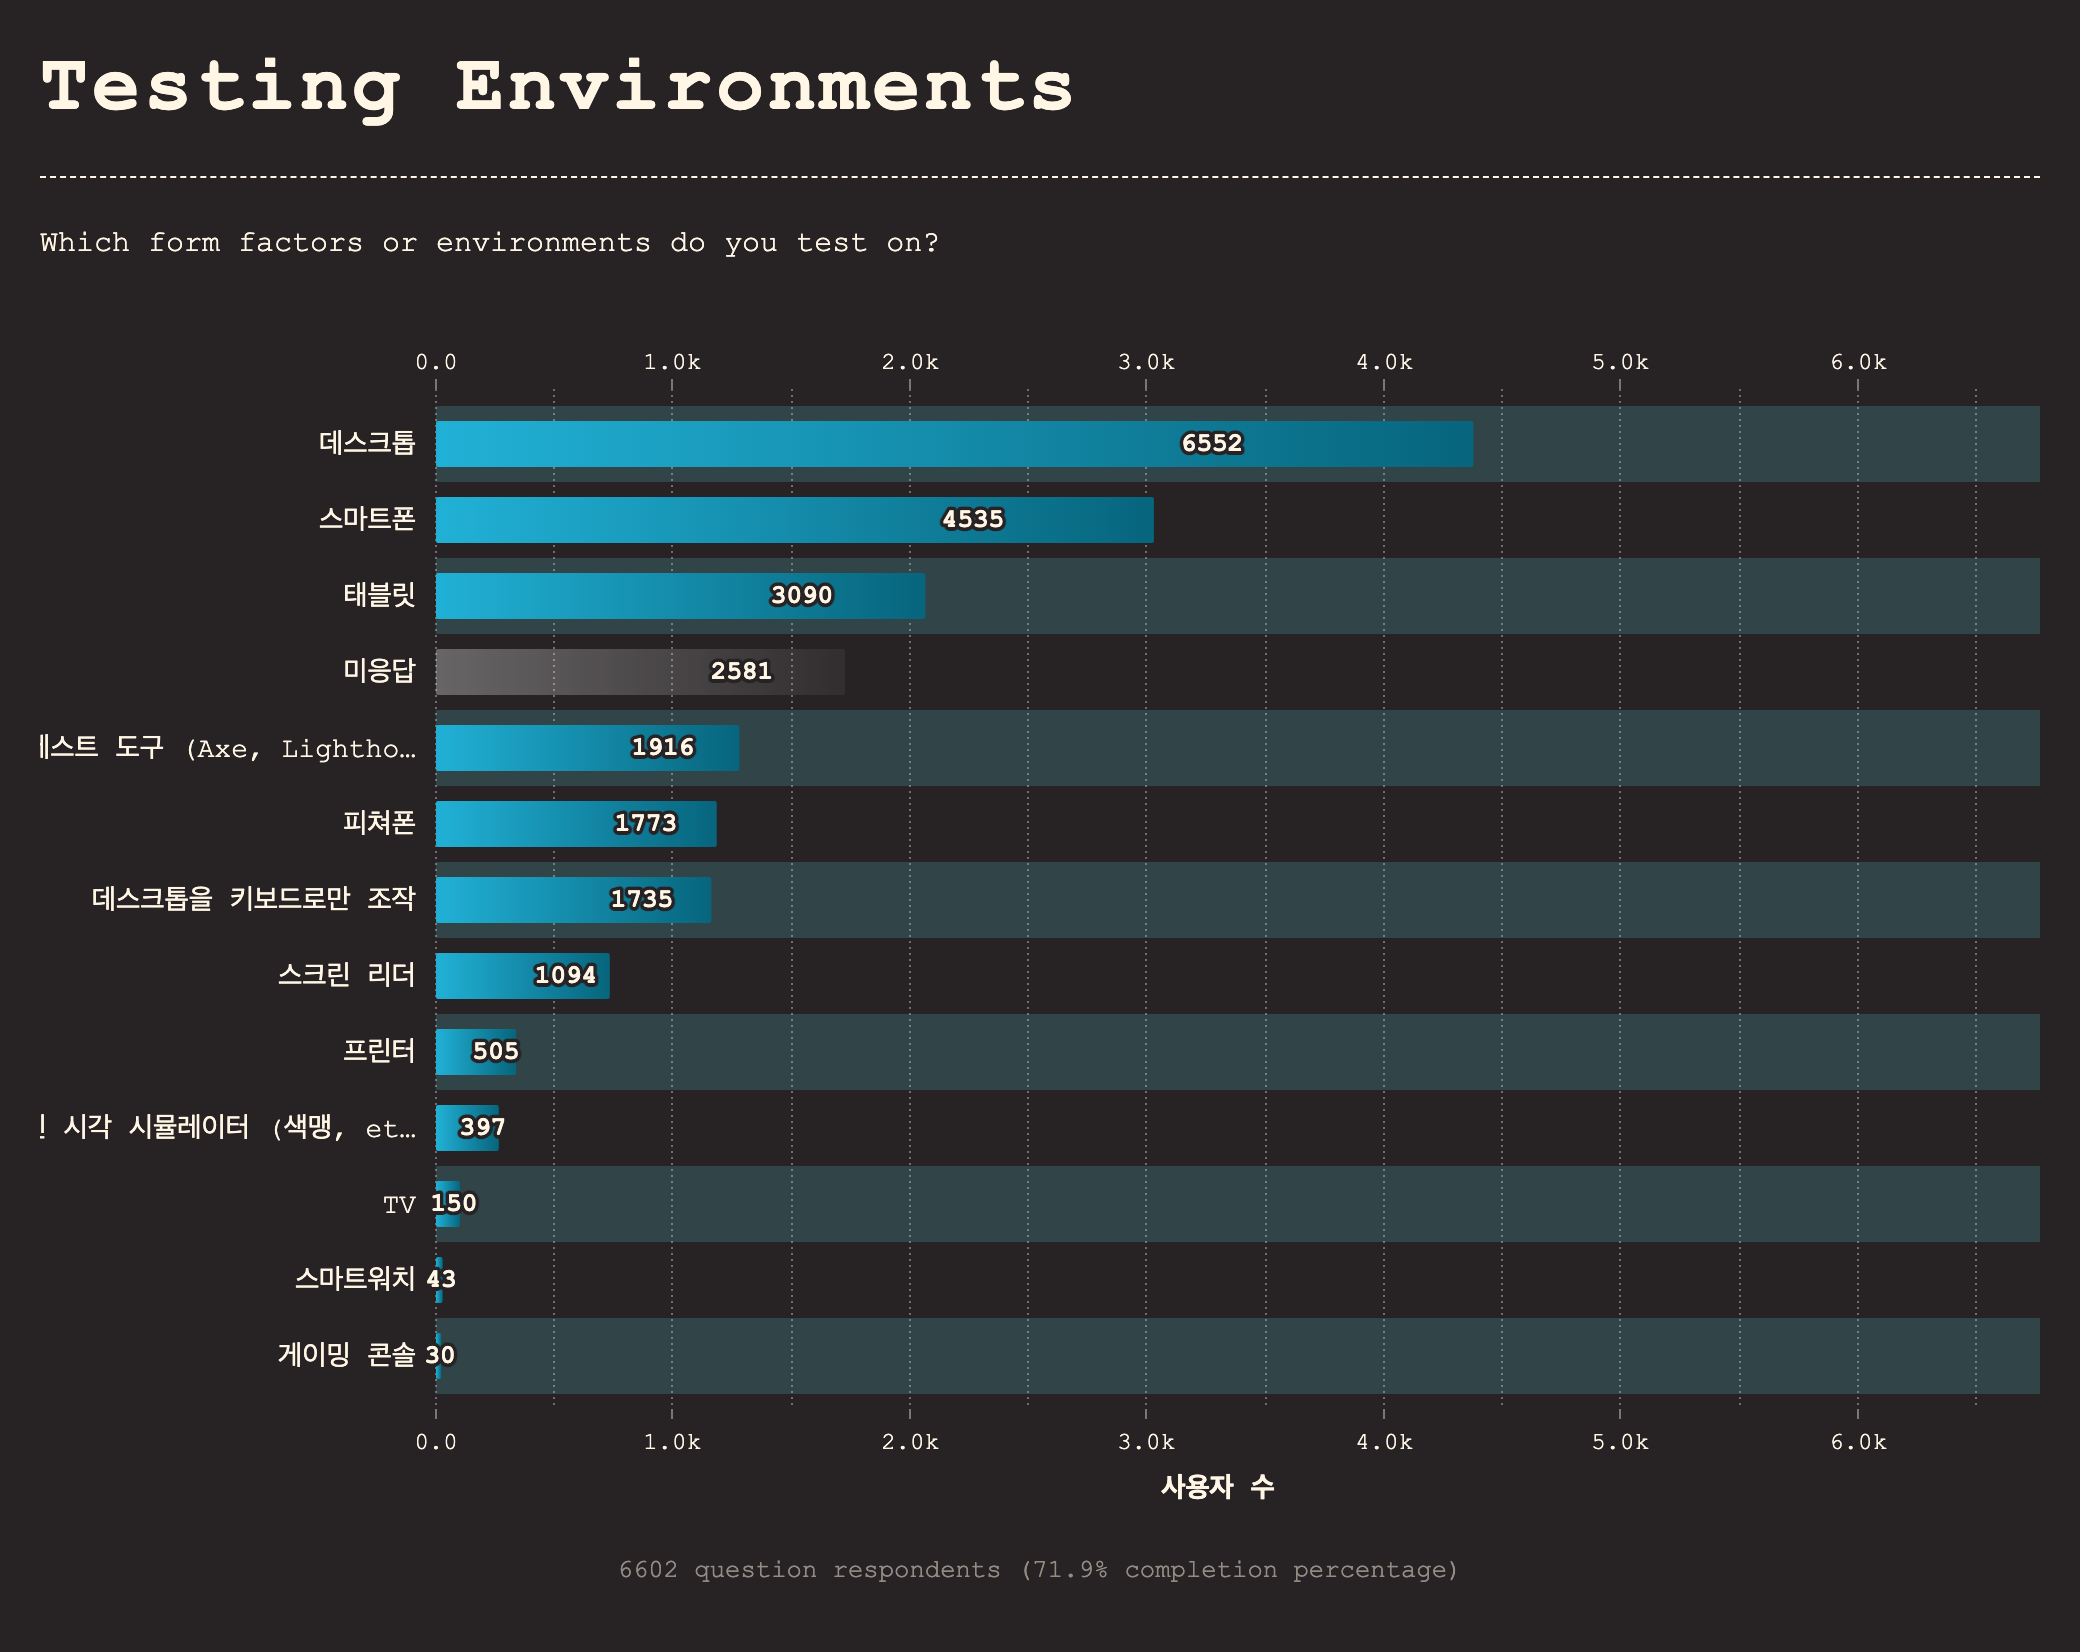 Testing Environments
Which form factors or environments do you test on?
0.0 1.0k 2.0k 3.0k 4.0k 5.0k 6.0k
데스크톱 6552
스마트폰 4535
태블릿 3090
미응답 2581
스트 도구 (Axe, Lightho… 1916
피쳐폰 1773
데스크톱을 키보드로만 조작 1735
스크린 리더 1094
프린터 505
시각 시뮬레이터 (색맹, et… 397
TV 150
스마트워치 43
게이밍 콘솔 30
0.0 1.0k 2.0k 3.0k 4.0k 5.0k 6.0k
사용자 수
6602 question respondents (71.9% completion percentage)